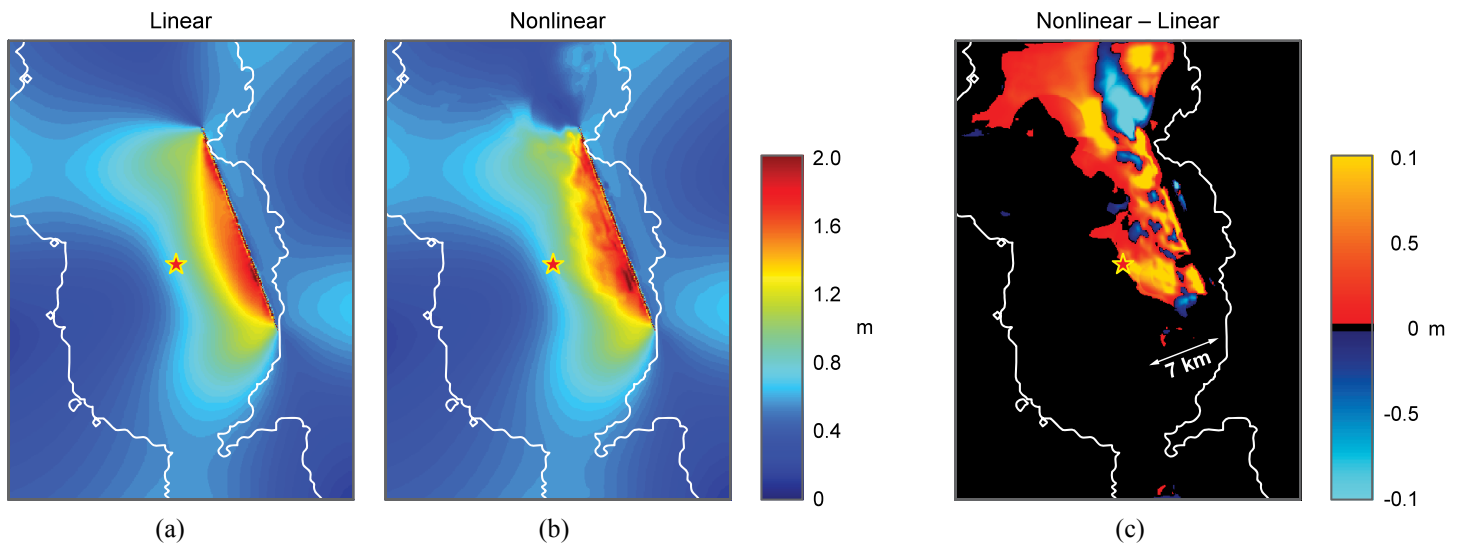 Linear
Nonlinear
Nonlinear – Linear
2.0
1.6
1.2
m
0.8
0.4
0
0.1
0.5
0 m
-0.5
-0.1
7 km
(a)
(b)
(c)